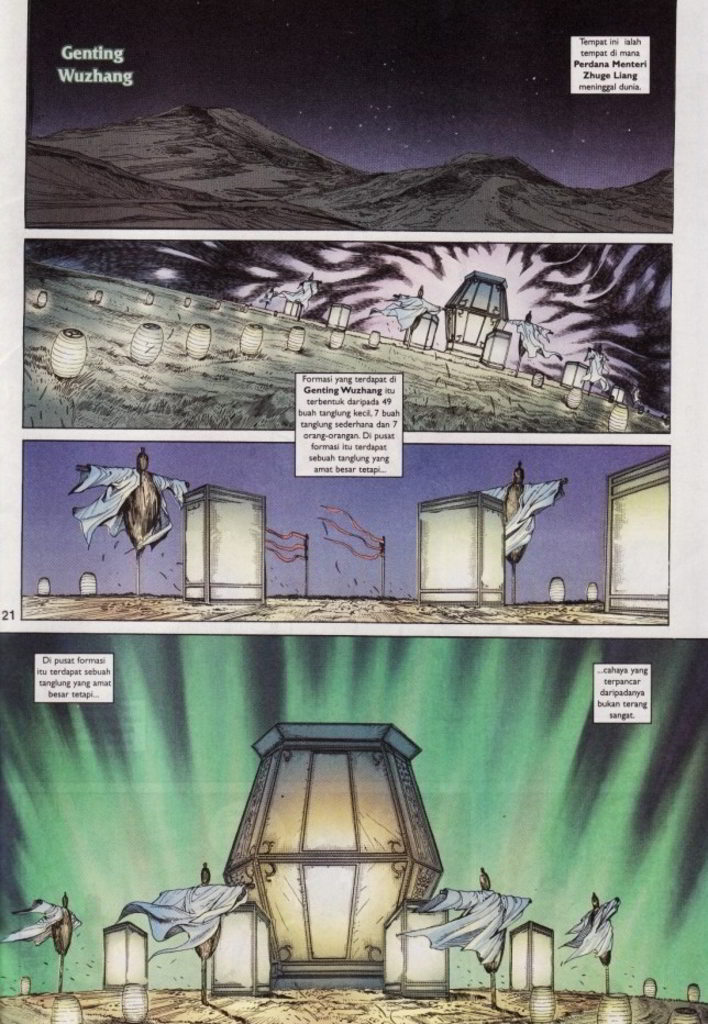 Genting
Wuzhang
Tempat ini ialah
tempat di mana
Perdana Menteri
Zhuge Liang
meninggal dunia.
Formasi yang terdapat di
Genting Wuzhang itu
terbentuk daripada 49
buah tanglung kecil, 7 buah
tanglung sederhana dan 7
orang-orangan. Di pusat
formasi itu terdapat
sebuah tanglung yang
amat besar tetapi...
21
Di pusat formasi
itu terdapat sebuah
tanglung yang amat
besar tetapi...
...cahaya yang
terpancar
daripadanya
bukan terang
sangat.